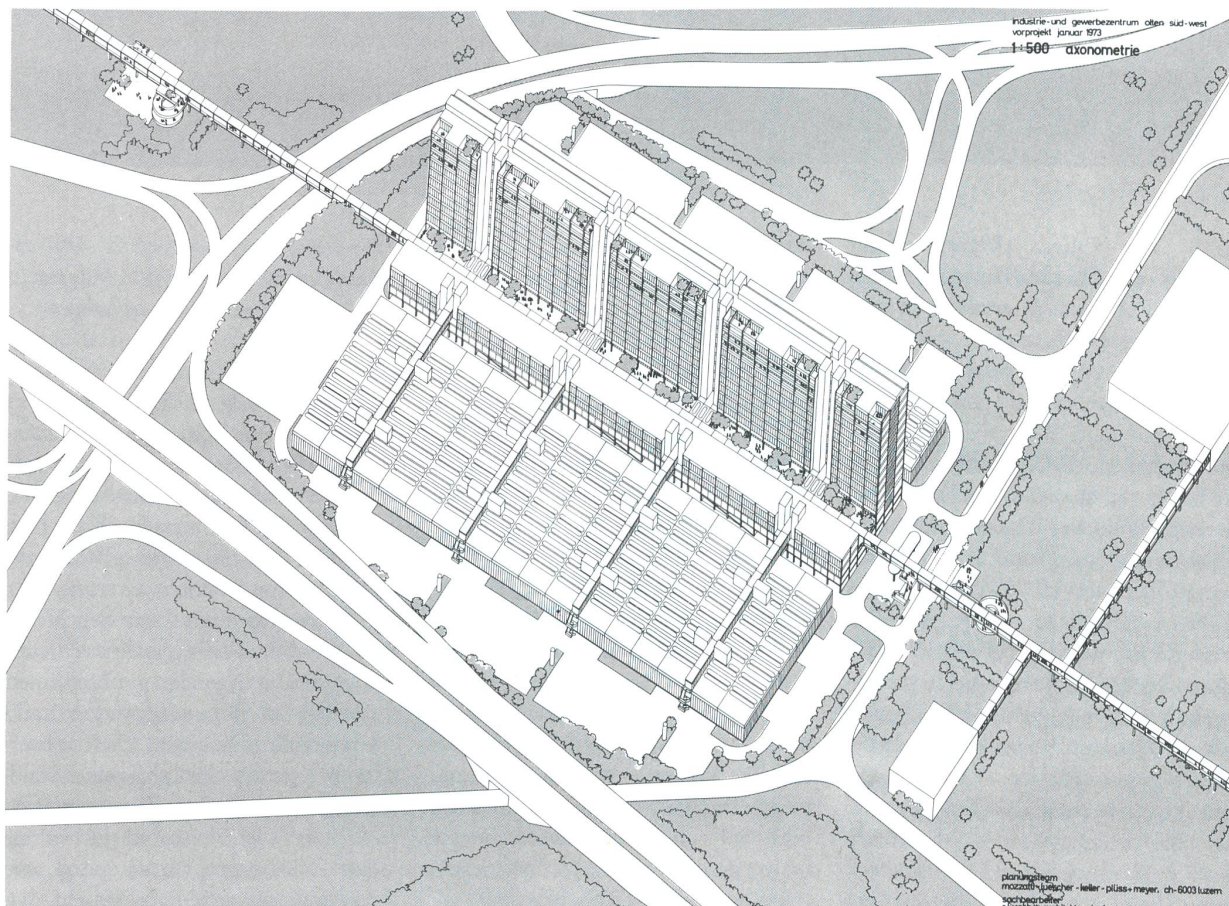 industrie-und gewerbezentrum olten süd-west
vorprojekt januar 1973
1:500 axonometrie
planungsteam
mozzatti-luescher-keller-plüss+meyer, ch-6003 luzern
sachbearbeiter